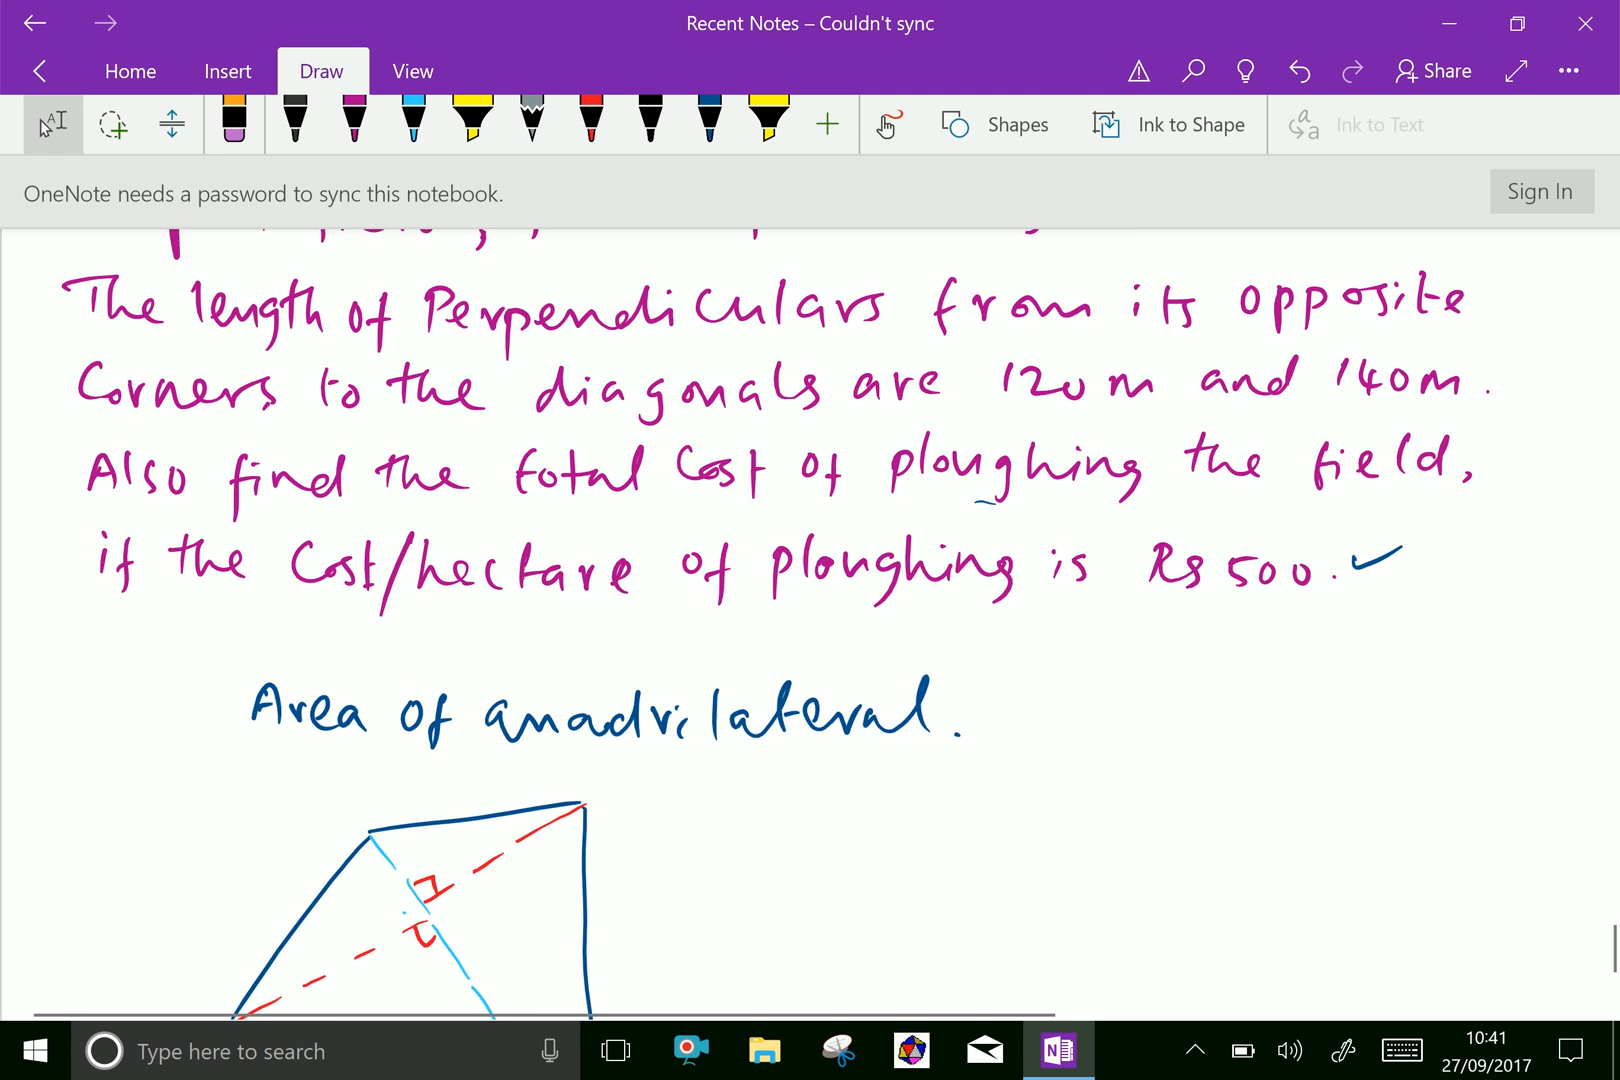 Recent Notes – Couldn't sync
Home Insert Draw View Share
Shapes Ink to Shape Ink to Text
OneNote needs a password to sync this notebook.
Sign In
The length of Perpendiculars from its opposite
Corners to the diagonals are 120 m and 140m.
Also find the total Cost of ploughing the field,
if the Cost/hectare of ploughing is Rs 500.
Area of quadrilateral.
Type here to search
10:41
27/09/2017